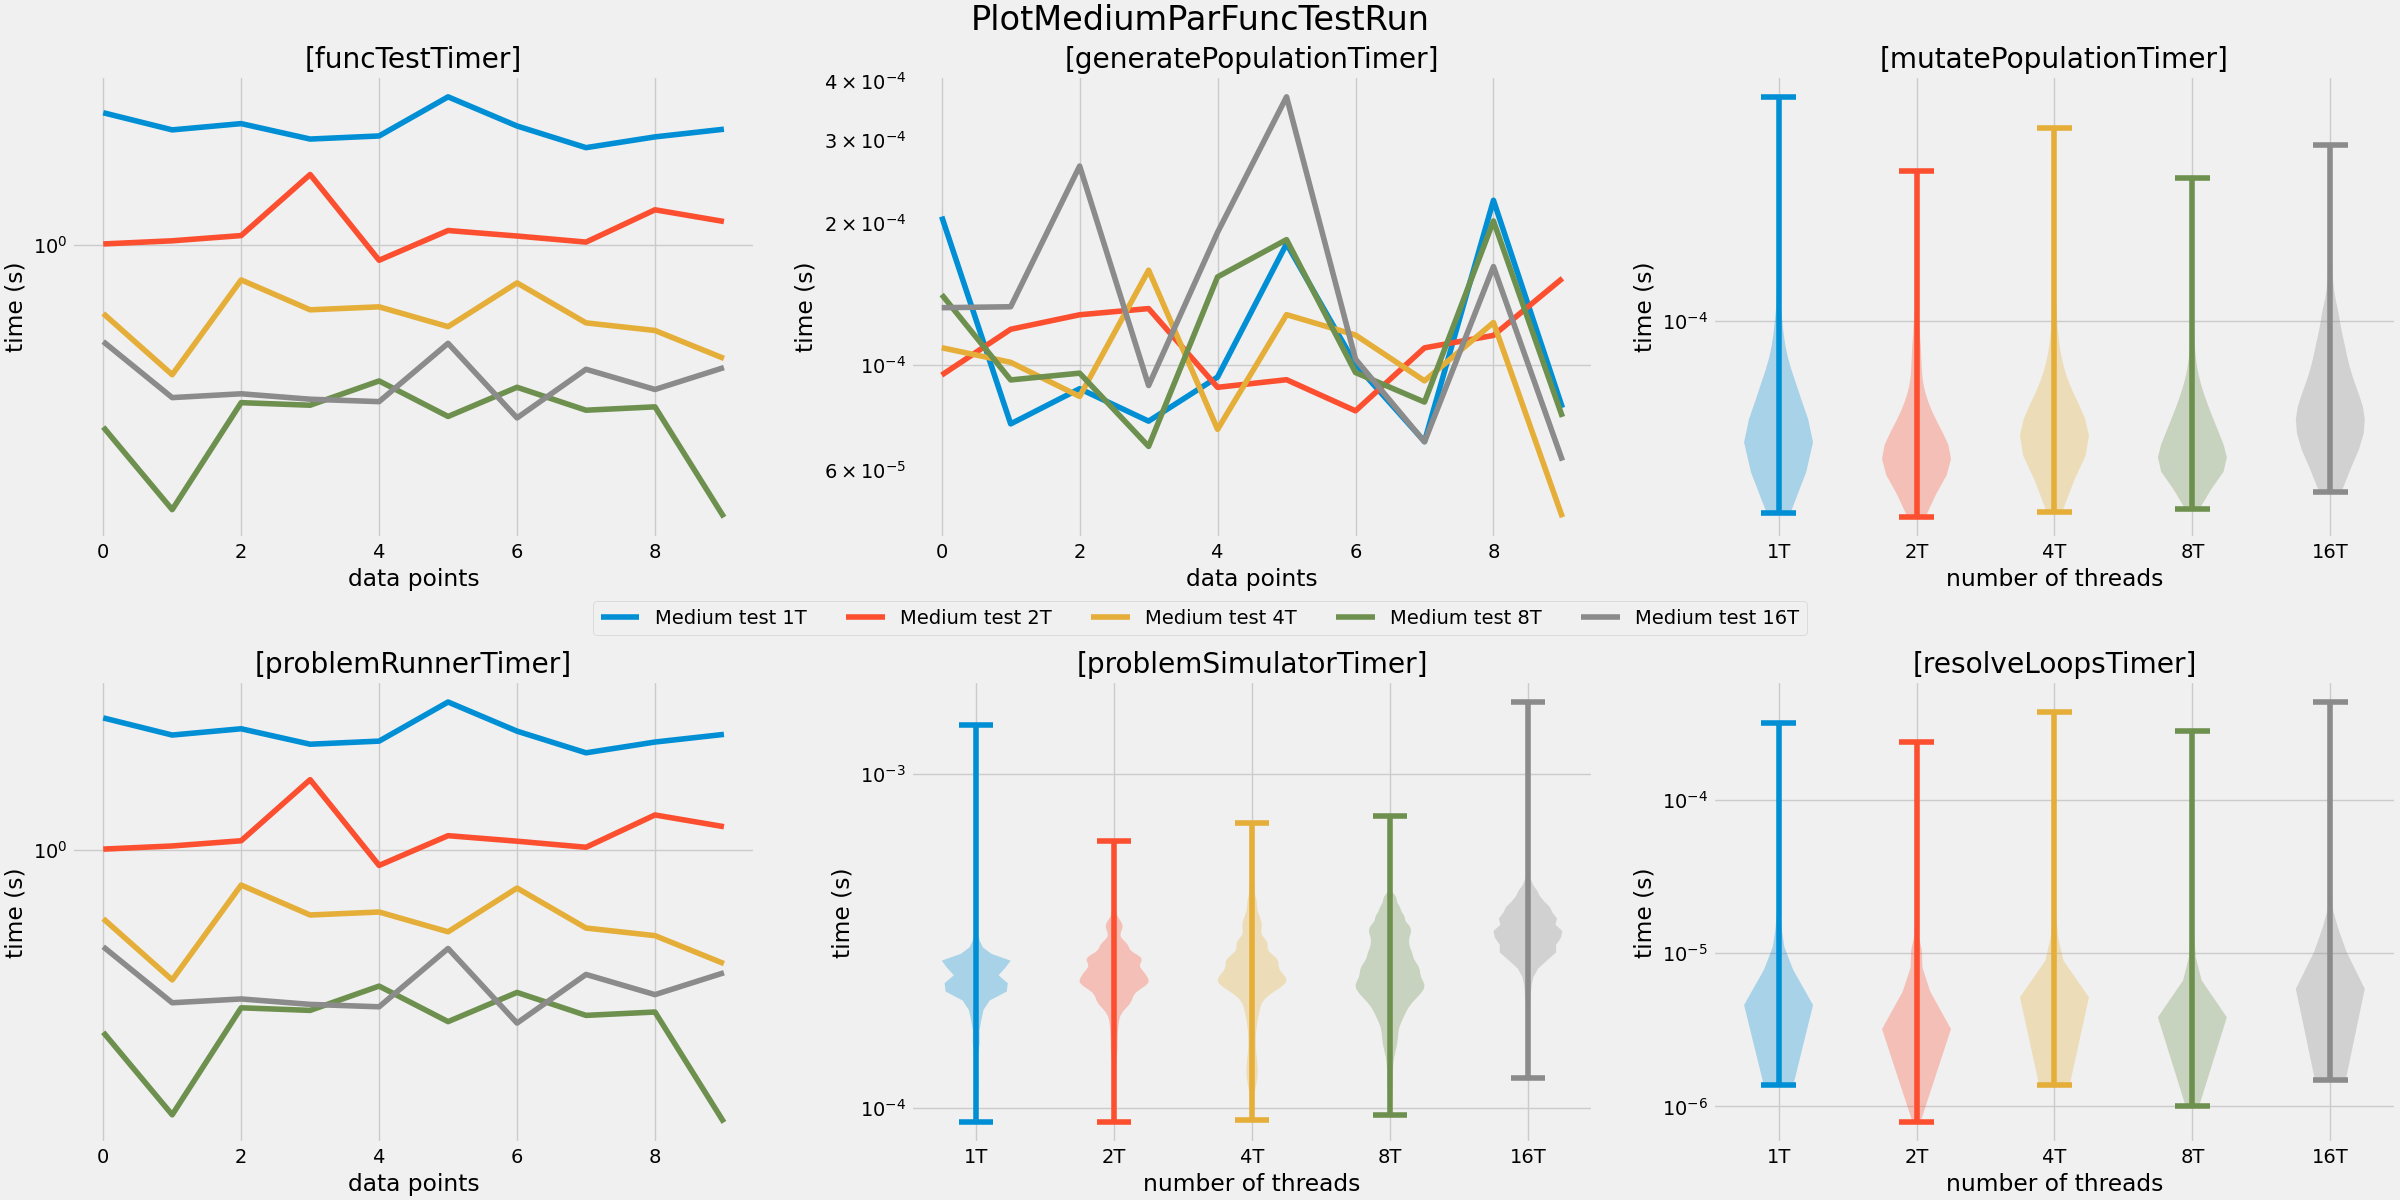 PlotMediumParFuncTestRun
[funcTestTimer]
time (s)
10⁰
0 2 4 6 8
data points
[generatePopulationTimer]
time (s)
4 × 10⁻⁴
3 × 10⁻⁴
2 × 10⁻⁴
10⁻⁴
6 × 10⁻⁵
0 2 4 6 8
data points
[mutatePopulationTimer]
time (s)
10⁻⁴
1T 2T 4T 8T 16T
number of threads
Medium test 1T Medium test 2T Medium test 4T Medium test 8T Medium test 16T
[problemRunnerTimer]
time (s)
10⁰
0 2 4 6 8
data points
[problemSimulatorTimer]
time (s)
10⁻³
10⁻⁴
1T 2T 4T 8T 16T
number of threads
[resolveLoopsTimer]
time (s)
10⁻⁴
10⁻⁵
10⁻⁶
1T 2T 4T 8T 16T
number of threads